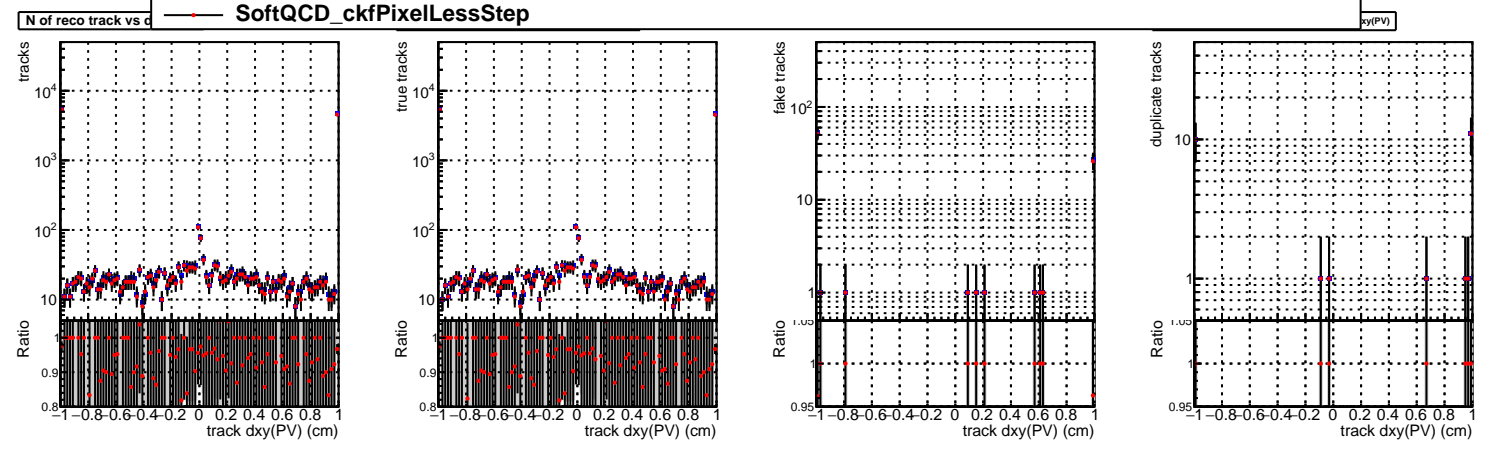 SoftQCD_ckfPixelLessStep
N of reco track vs d
xy(PV)
tracks
10⁴
10³
10²
10
Ratio
1
0.9
0.8
−1 −0.8 −0.6 −0.4 −0.2 0 0.2 0.4 0.6 0.8 1
track dxy(PV) (cm)
true tracks
10⁴
10³
10²
10
Ratio
1
0.9
0.8
−1 −0.8 −0.6 −0.4 −0.2 0 0.2 0.4 0.6 0.8 1
track dxy(PV) (cm)
fake tracks
10²
10
1
Ratio
1.05
1
0.95
−1 −0.8 −0.6 −0.4 −0.2 0 0.2 0.4 0.6 0.8 1
track dxy(PV) (cm)
duplicate tracks
10
1
Ratio
1.05
1
0.95
−1 −0.8 −0.6 −0.4 −0.2 0 0.2 0.4 0.6 0.8 1
track dxy(PV) (cm)